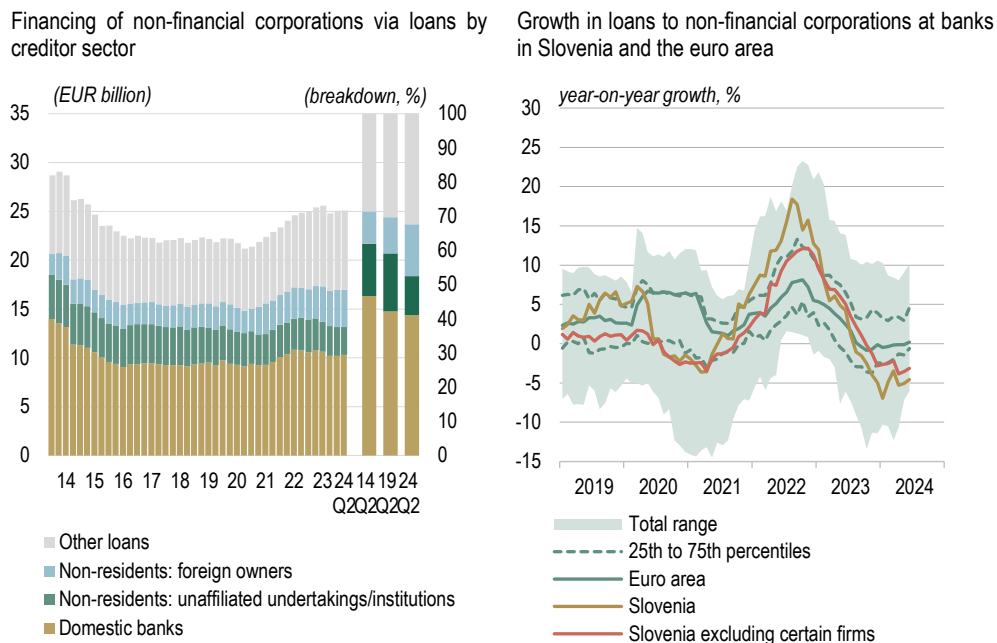 Financing of non-financial corporations via loans by
creditor sector
(EUR billion)
(breakdown, %)
35
30
25
20
15
10
5
0
100
90
80
70
60
50
40
30
20
10
0
14 15 16 17 18 19 20 21 22 23 24 14 19 24
Q2 Q2 Q2 Q2
Other loans
Non-residents: foreign owners
Non-residents: unaffiliated undertakings/institutions
Domestic banks
Growth in loans to non-financial corporations at banks
in Slovenia and the euro area
year-on-year growth, %
30
25
20
15
10
5
0
-5
-10
-15
2019 2020 2021 2022 2023 2024
Total range
25th to 75th percentiles
Euro area
Slovenia
Slovenia excluding certain firms